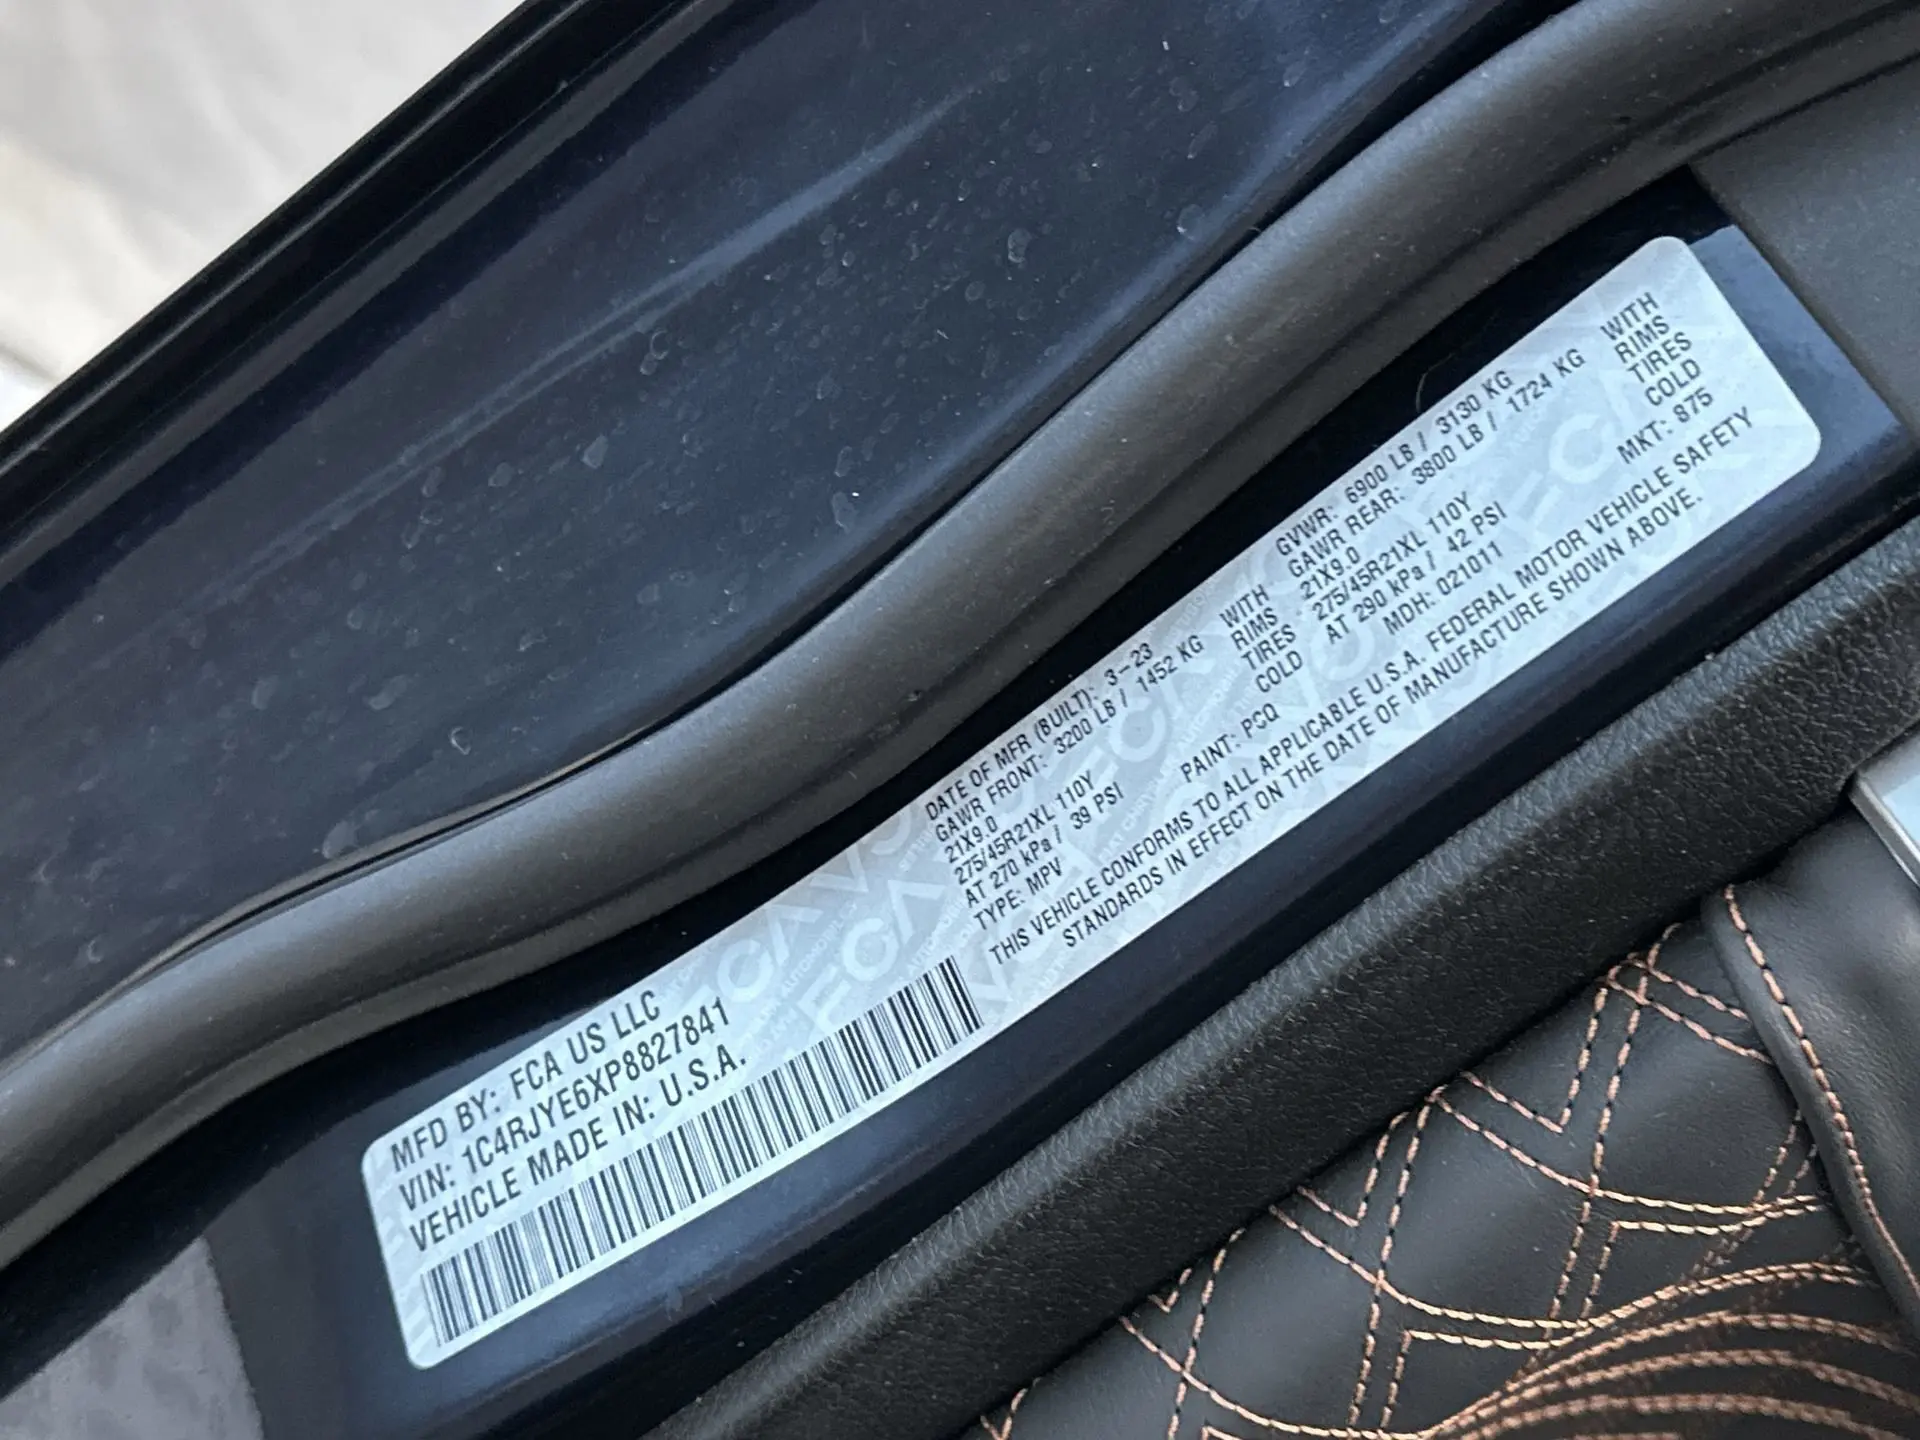 MFD BY: FCA US LLC
VIN: 1C4RJYE6XP8827841
VEHICLE MADE IN: U.S.A.
DATE OF MFR (BUILT): 3-23 GVWR: 6900 LB / 3130 KG
GAWR FRONT: 3200 LB / 1452 KG WITH GAWR REAR: 3800 LB / 1724 KG WITH
21X9.0 RIMS 21X9.0 RIMS
275/45R21XL 110Y TIRES 275/45R21XL 110Y TIRES
AT 270 kPa / 39 PSI COLD AT 290 kPa / 42 PSI COLD
TYPE: MPV PAINT: PCQ MDH: 021011 MKT: 875
THIS VEHICLE CONFORMS TO ALL APPLICABLE U.S.A. FEDERAL MOTOR VEHICLE SAFETY
STANDARDS IN EFFECT ON THE DATE OF MANUFACTURE SHOWN ABOVE.